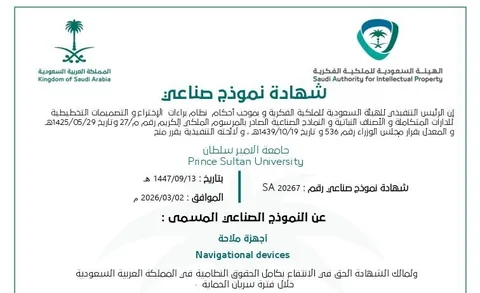 المملكة العربية السعودية
Kingdom of Saudi Arabia
الهيئة السعودية للملكية الفكرية
Saudi Authority for Intellectual Property
شهادة نموذج صناعي
إن الرئيس التنفيذي للهيئة السعودية للملكية الفكرية و بموجب أحكام نظام براءات الإختراع و التصميمات التخطيطية
للدارات المتكاملة و الأصناف النباتية و النماذج الصناعية الصادر بالمرسوم الملكي الكريم رقم م/27 و تاريخ 1425/05/29هـ
و المعدل بقرار مجلس الوزراء رقم 536 و تاريخ 1439/10/19هـ ، و لائحته التنفيذية يقرر منح
جامعة الامير سلطان
Prince Sultan University
شهادة نموذج صناعي رقم : SA 20267
بتاريخ : 1447/09/13 هـ
الموافق : 2026/03/02 م
عن النموذج الصناعي المسمى :
أجهزة ملاحة
Navigational devices
ولمالك الشهادة الحق في الانتفاع بكامل الحقوق النظامية في المملكة العربية السعودية
خلال فترة سريان الحماية .